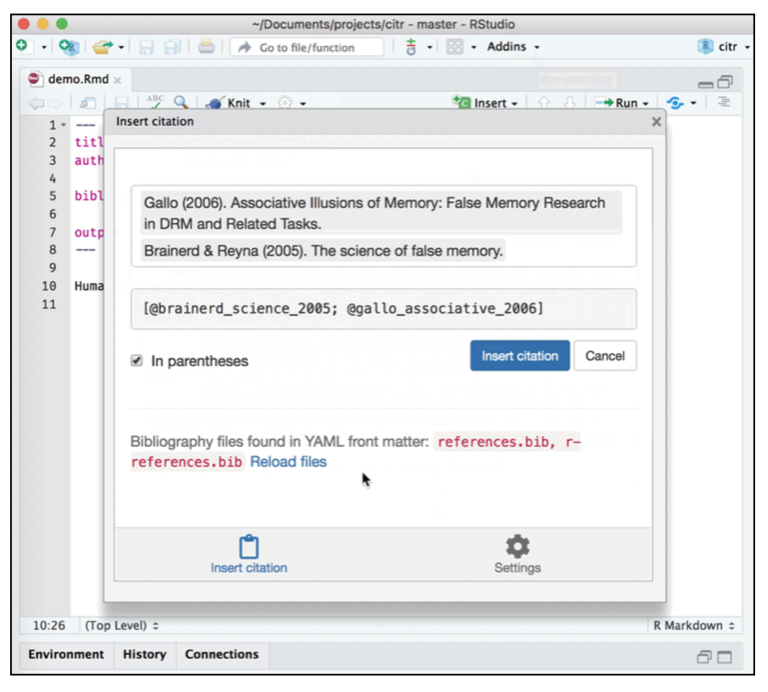 ~/Documents/projects/citr - master - RStudio
Go to file/function
Addins
citr
demo.Rmd
ABC
Knit
Insert
Run
Insert citation
1 ---
2 titl
3 auth
4
5 bibl
6
7 outp
8 ---
9
10 Huma
11
Gallo (2006). Associative Illusions of Memory: False Memory Research
in DRM and Related Tasks.
Brainerd & Reyna (2005). The science of false memory.
[@brainerd_science_2005; @gallo_associative_2006]
In parentheses
Insert citation
Cancel
Bibliography files found in YAML front matter: references.bib, r-
references.bib Reload files
Insert citation
Settings
10:26 (Top Level)
R Markdown
Environment History Connections